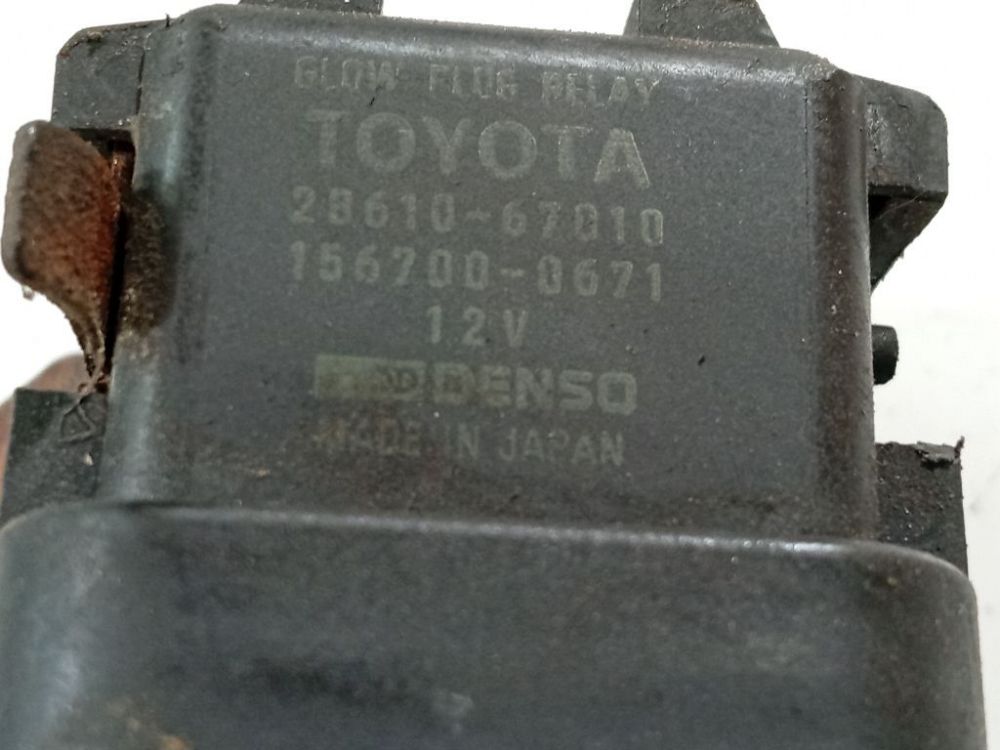 GLOW PLUG RELAY
TOYOTA
28610-67010
156700-0671
12V
DENSO
MADE IN JAPAN